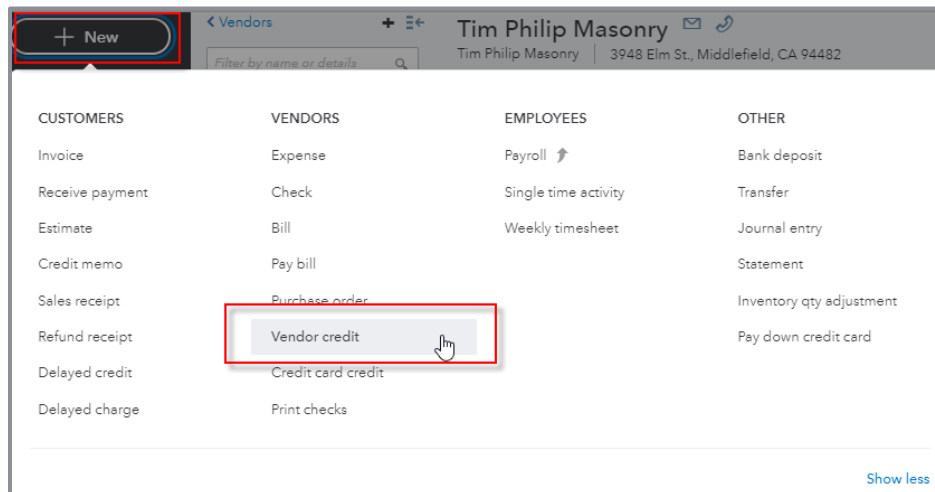 + New
Vendors
Filter by name or details
Tim Philip Masonry
Tim Philip Masonry
3948 Elm St., Middlefield, CA 94482
CUSTOMERS
Invoice
Receive payment
Estimate
Credit memo
Sales receipt
Refund receipt
Delayed credit
Delayed charge
VENDORS
Expense
Check
Bill
Pay bill
Purchase order
Vendor credit
Credit card credit
Print checks
EMPLOYEES
Payroll
Single time activity
Weekly timesheet
OTHER
Bank deposit
Transfer
Journal entry
Statement
Inventory qty adjustment
Pay down credit card
Show less